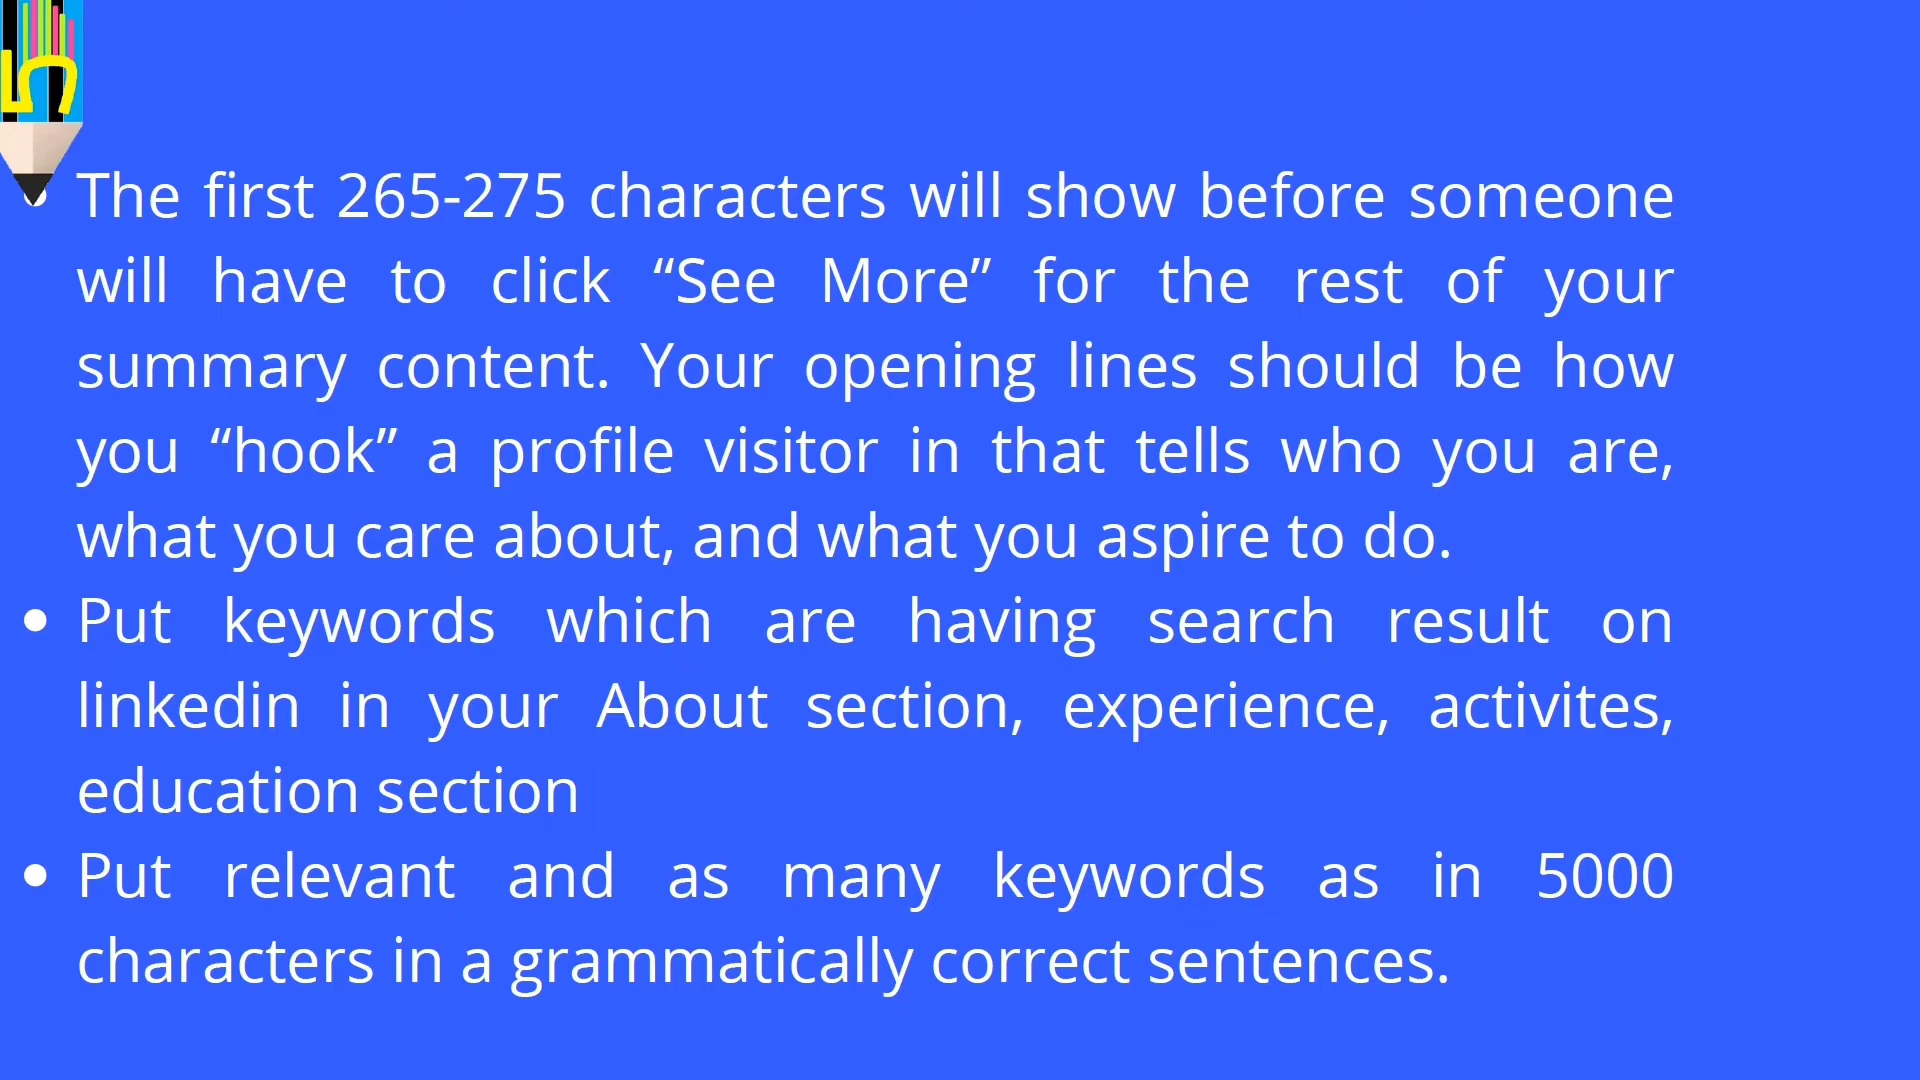 The first 265-275 characters will show before someone
will have to click “See More” for the rest of your
summary content. Your opening lines should be how
you “hook” a profile visitor in that tells who you are,
what you care about, and what you aspire to do.
Put keywords which are having search result on
linkedin in your About section, experience, activites,
education section
Put relevant and as many keywords as in 5000
characters in a grammatically correct sentences.